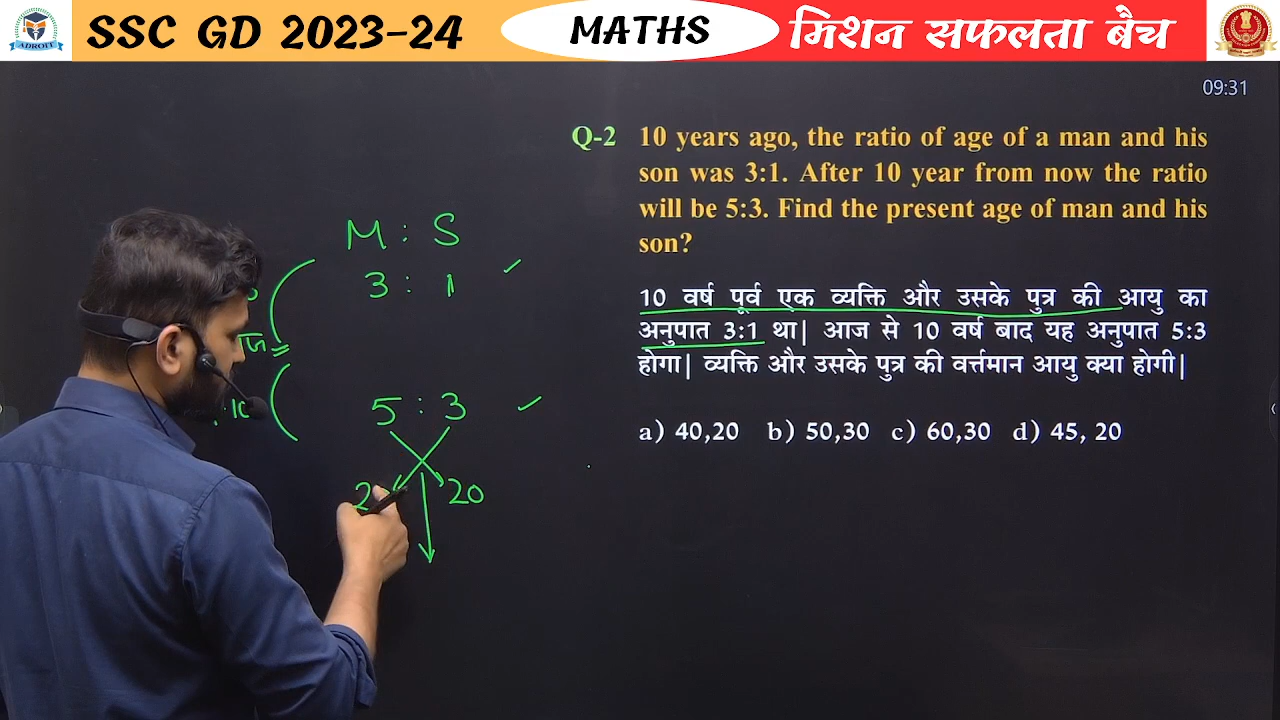 ADROIT
SSC GD 2023-24
MATHS
मिशन सफलता बैच
09:31
Q-2 10 years ago, the ratio of age of a man and his
son was 3:1. After 10 year from now the ratio
will be 5:3. Find the present age of man and his
son?
10 वर्ष पूर्व एक व्यक्ति और उसके पुत्र की आयु का
अनुपात 3:1 था| आज से 10 वर्ष बाद यह अनुपात 5:3
होगा| व्यक्ति और उसके पुत्र की वर्त्तमान आयु क्या होगी|
a) 40,20 b) 50,30 c) 60,30 d) 45, 20
M : S
3 : 1
5 : 3
20